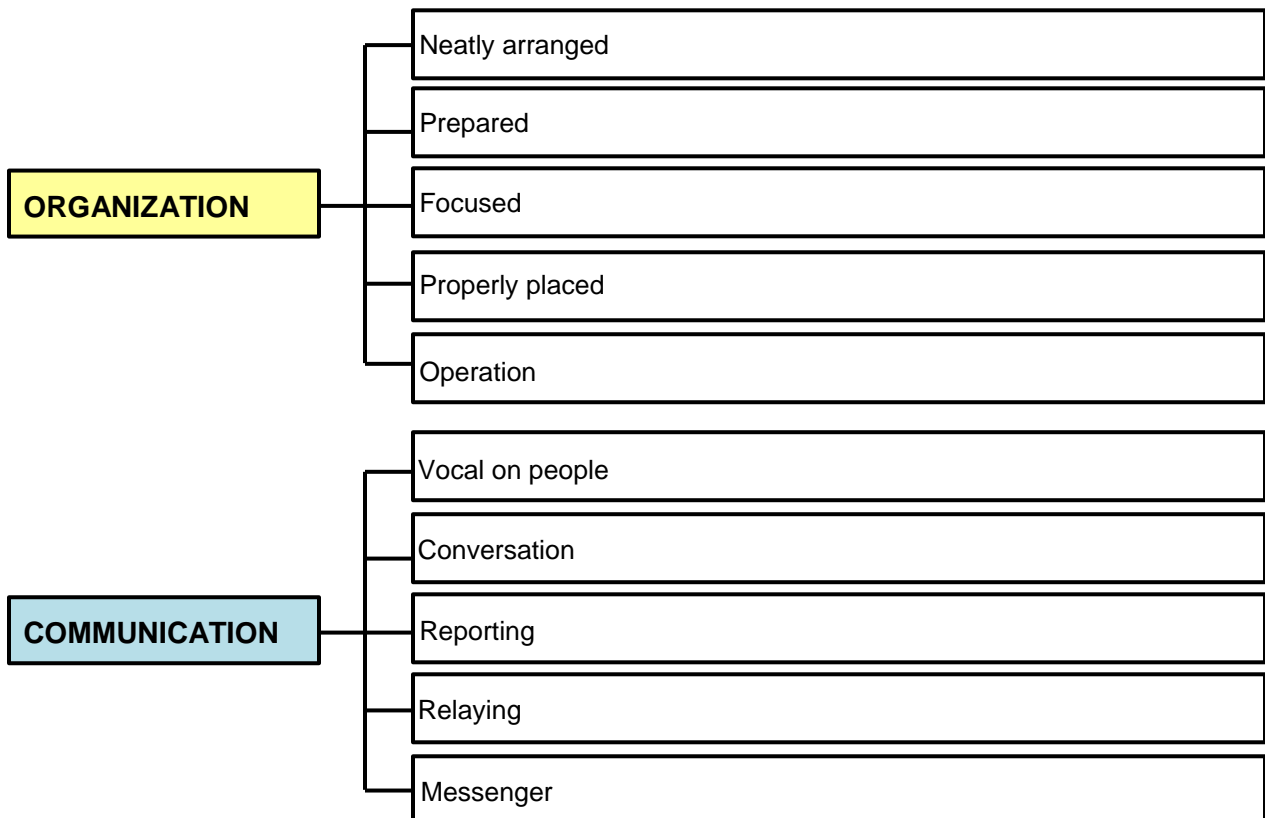 Neatly arranged
Prepared
ORGANIZATION
Focused
Properly placed
Operation
Vocal on people
Conversation
COMMUNICATION
Reporting
Relaying
Messenger